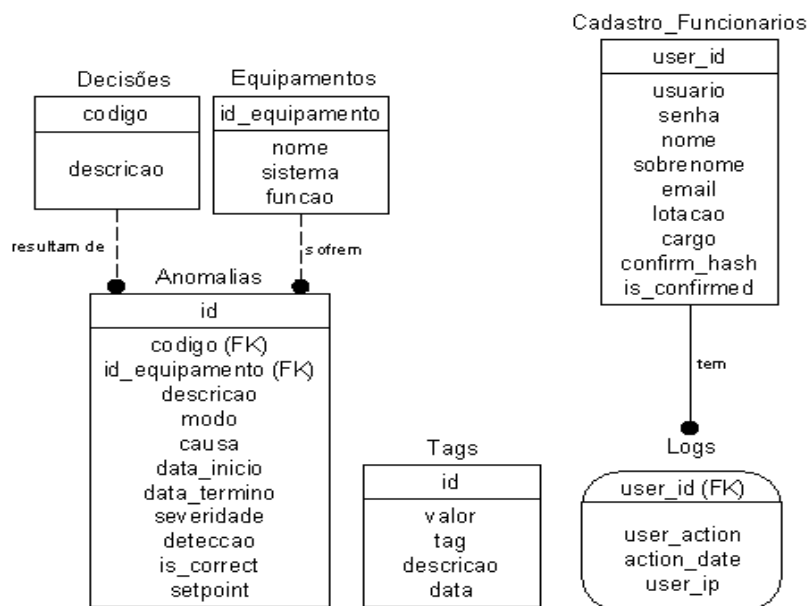 Decisões
codigo
descricao
resultam de
Equipamentos
id_equipamento
nome
sistema
funcao
sofrem
Anomalias
id
codigo (FK)
id_equipamento (FK)
descricao
modo
causa
data_inicio
data_termino
severidade
deteccao
is_correct
setpoint
Tags
id
valor
tag
descricao
data
Cadastro_Funcionarios
user_id
usuario
senha
nome
sobrenome
email
lotacao
cargo
confirm_hash
is_confirmed
tem
Logs
user_id (FK)
user_action
action_date
user_ip